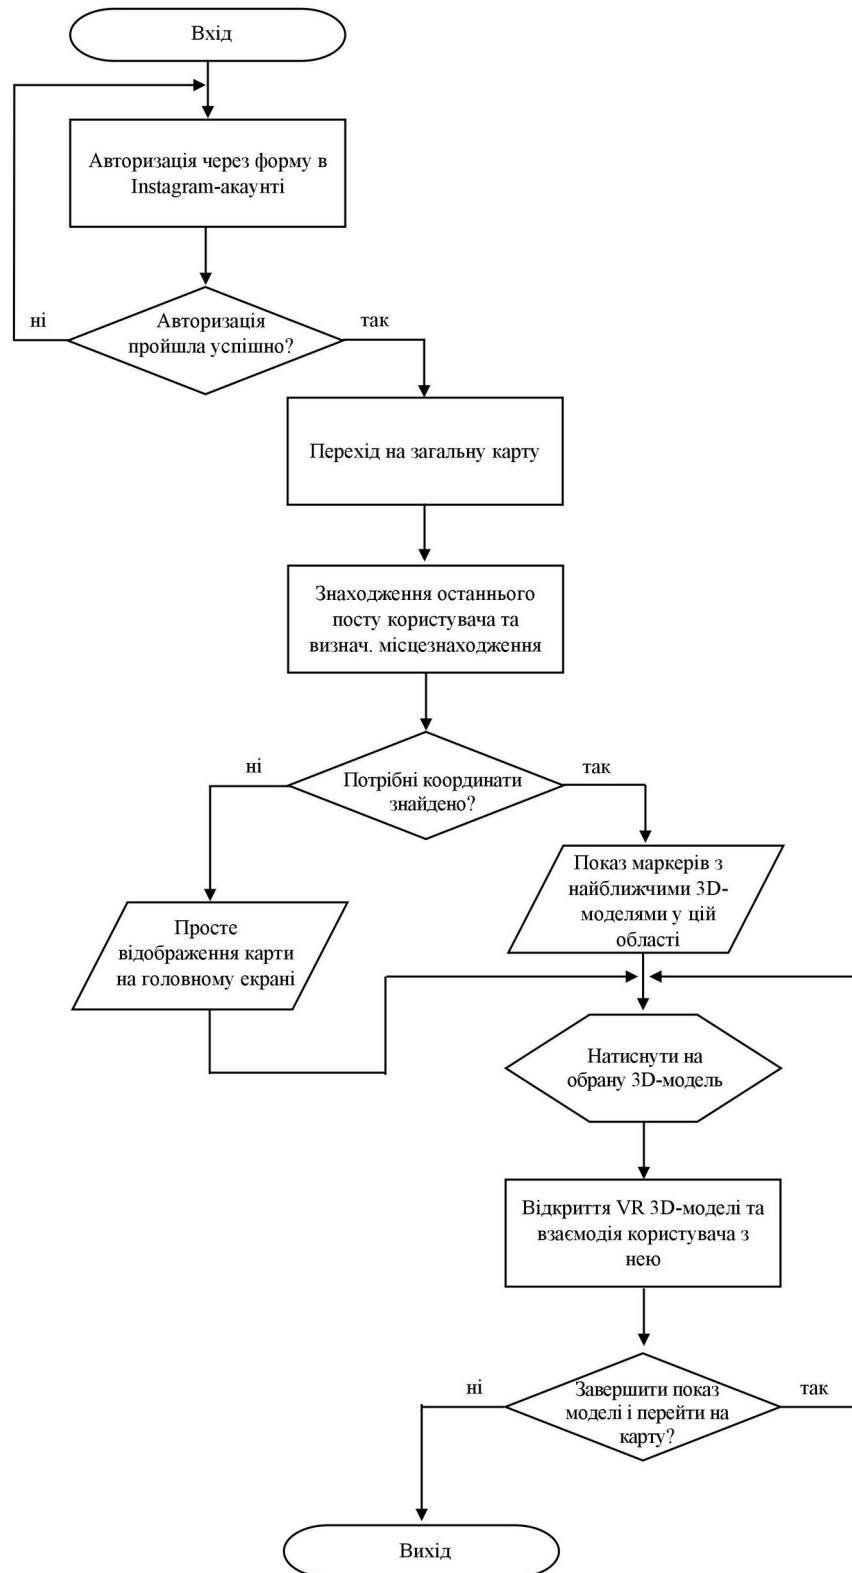 Вхід
Авторизація через форму в
Instagram-акаунті
Авторизація
пройшла успішно?
ні
так
Перехід на загальну карту
Знаходження останнього
посту користувача та
визнач. місцезнаходження
Потрібні координати
знайдено?
ні
так
Показ маркерів з
найближчими 3D-
моделями у цій
області
Просте
відображення карти
на головному екрані
Натиснути на
обрану 3D-модель
Відкриття VR 3D-моделі та
взаємодія користувача з
нею
Завершити показ
моделі і перейти на
карту?
ні
так
Вихід